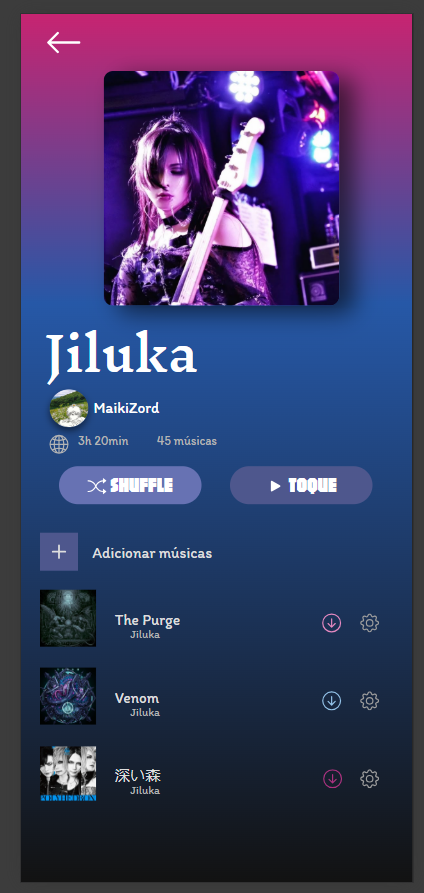 Jiluka
MaikiZord
3h 20min 45 músicas
SHUFFLE TOQUE
Adicionar músicas
The Purge
Jiluka
Venom
Jiluka
深い森
Jiluka